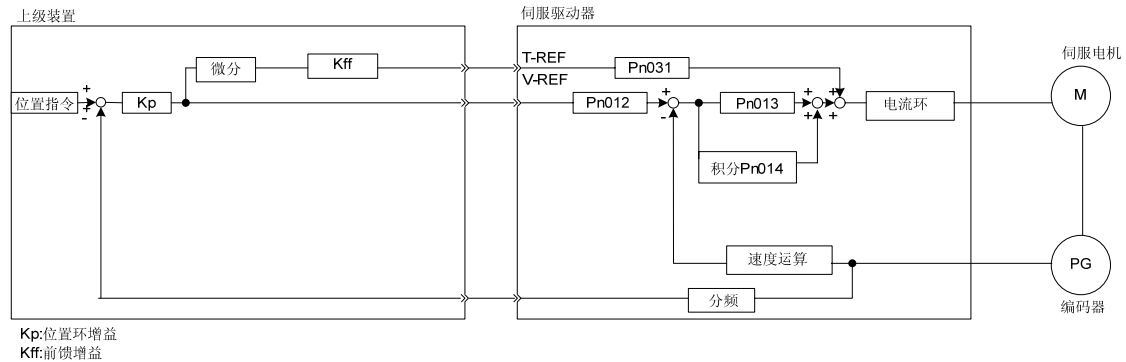 上级装置
伺服驱动器
微分
Kff
T-REF
Pn031
伺服电机
V-REF
位置指令
+
+
-
Kp
Pn012
+
-
Pn013
+
+
+
+
电流环
M
积分Pn014
速度运算
PG
分频
编码器
Kp:位置环增益
Kff:前馈增益